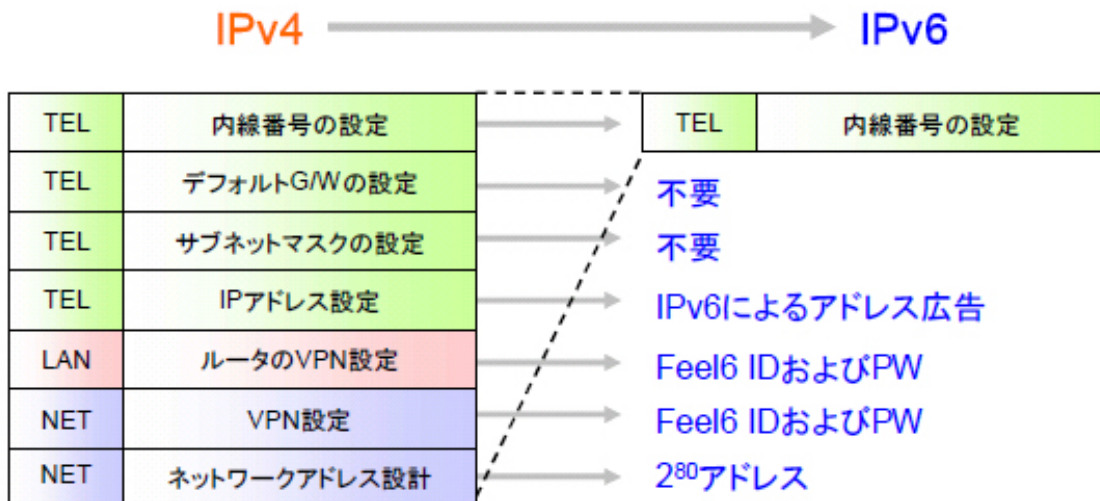 IPv4 IPv6
TEL 内線番号の設定 TEL 内線番号の設定
TEL デフォルトG/Wの設定 不要
TEL サブネットマスクの設定 不要
TEL IPアドレス設定 IPv6によるアドレス広告
LAN ルータのVPN設定 Feel6 IDおよびPW
NET VPN設定 Feel6 IDおよびPW
NET ネットワークアドレス設計 2⁸⁰アドレス